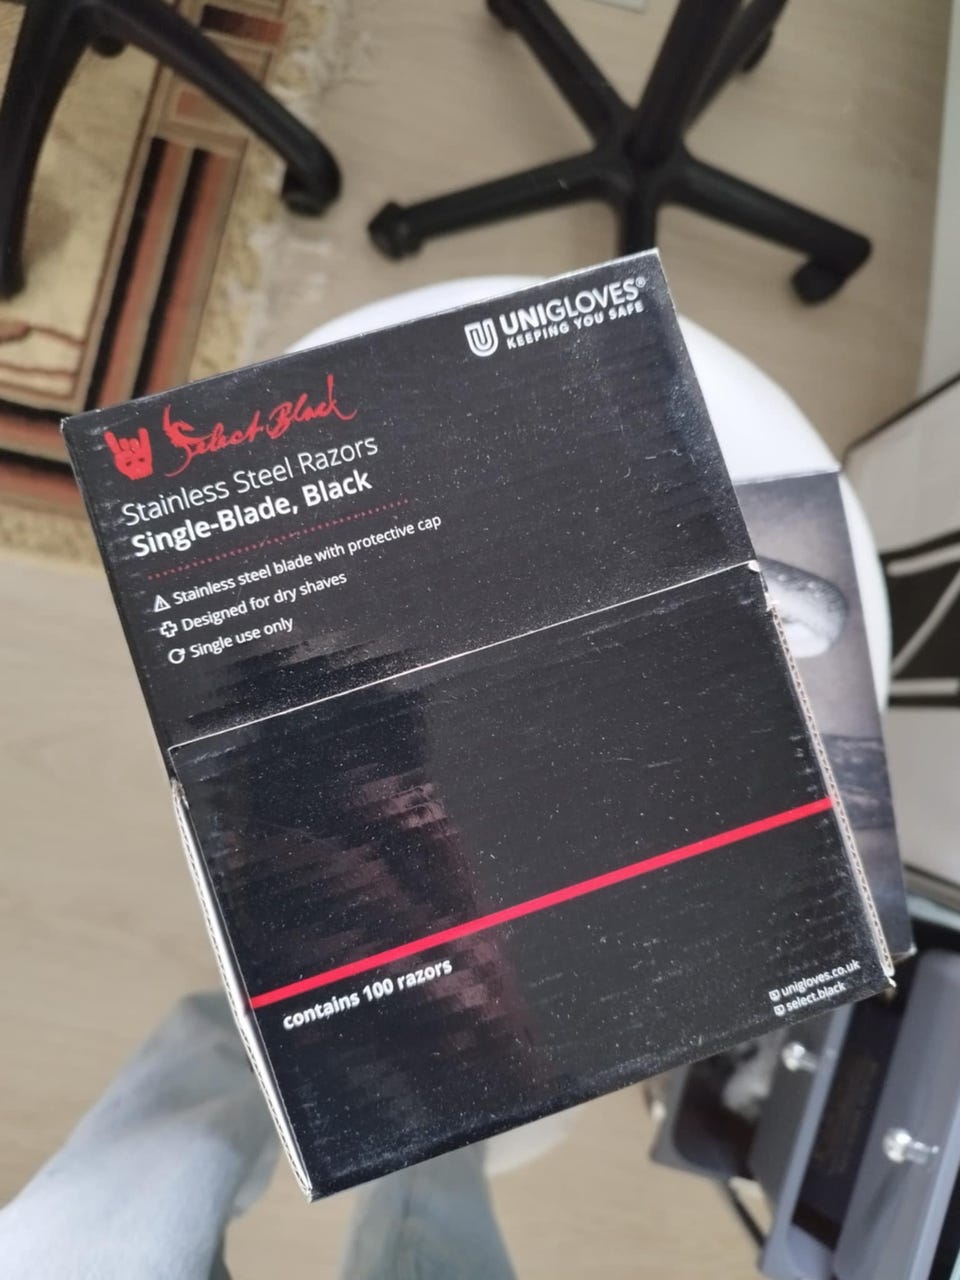 UNIGLOVES®
KEEPING YOU SAFE
Select Black
Stainless Steel Razors
Single-Blade, Black
Stainless steel blade with protective cap
Designed for dry shaves
Single use only
contains 100 razors
unigloves.co.uk
select.black